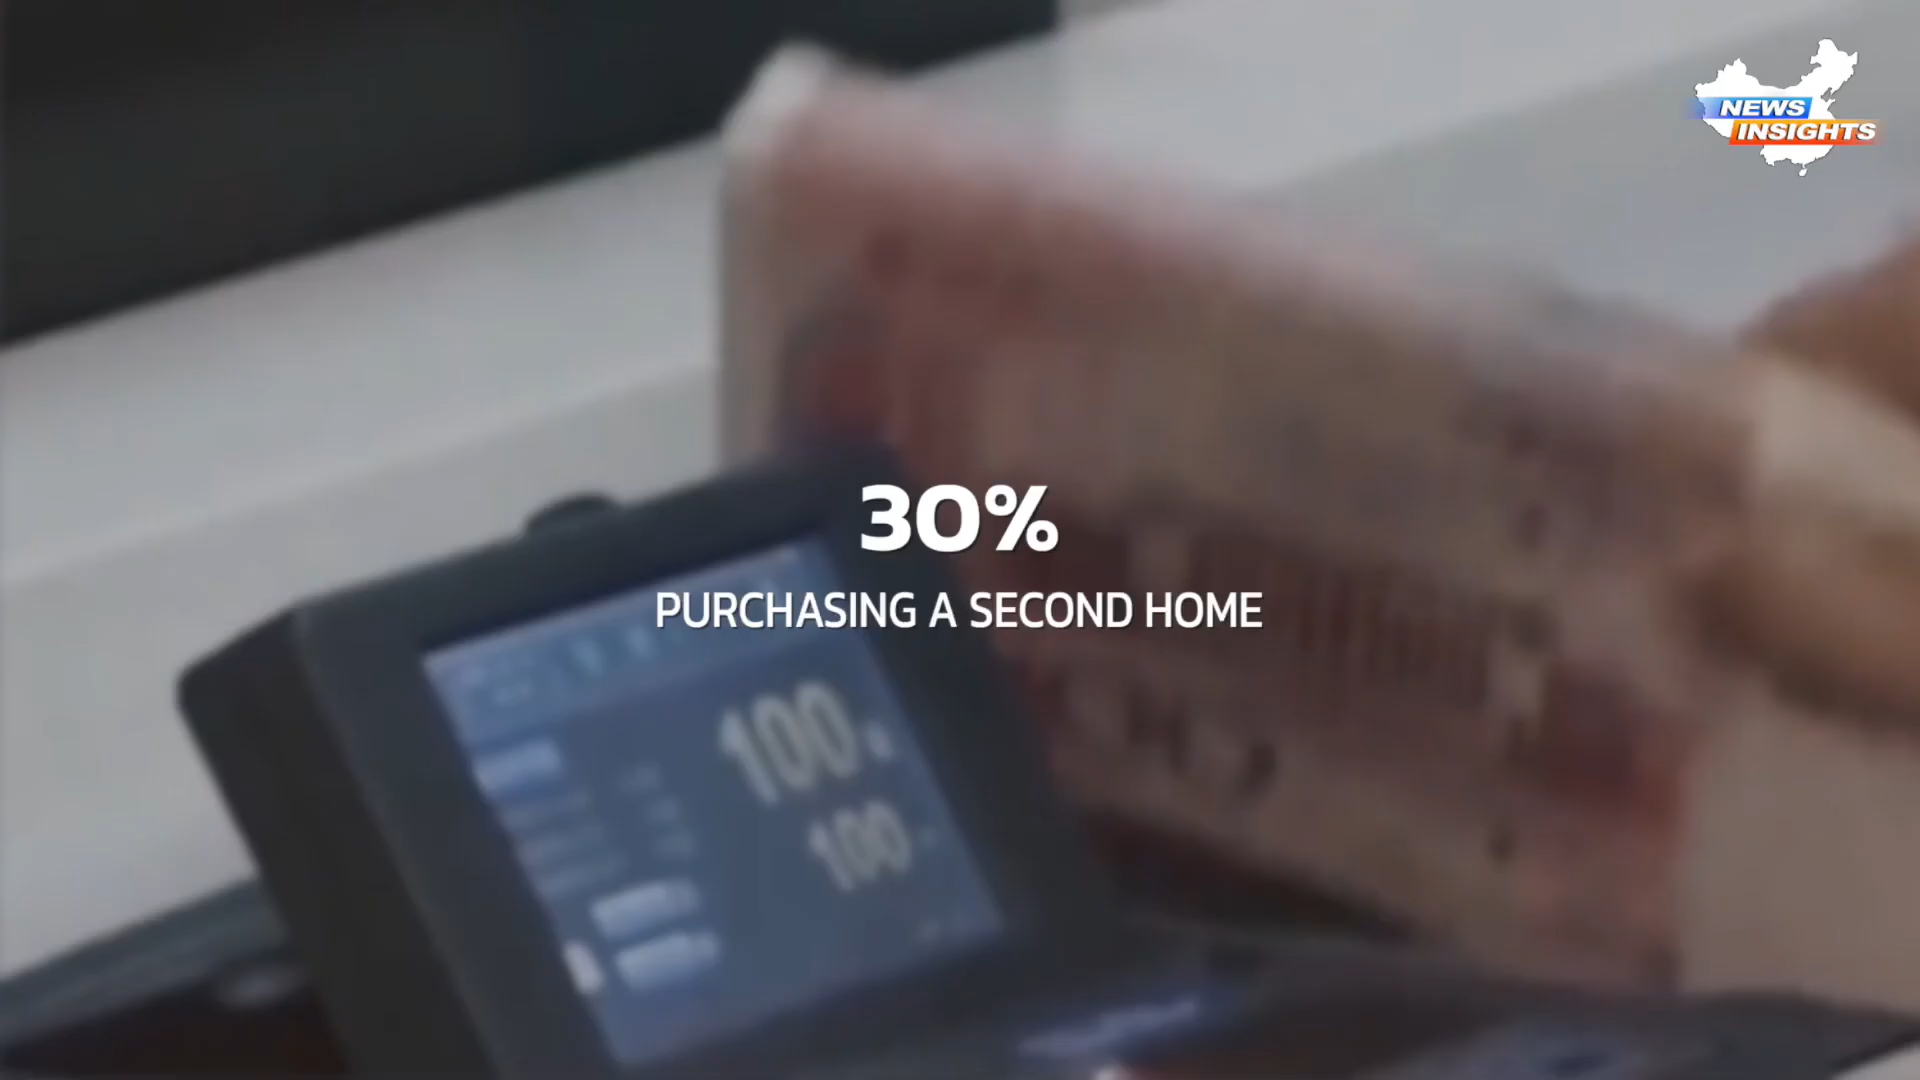 NEWS
INSIGHTS
30%
PURCHASING A SECOND HOME
100
100